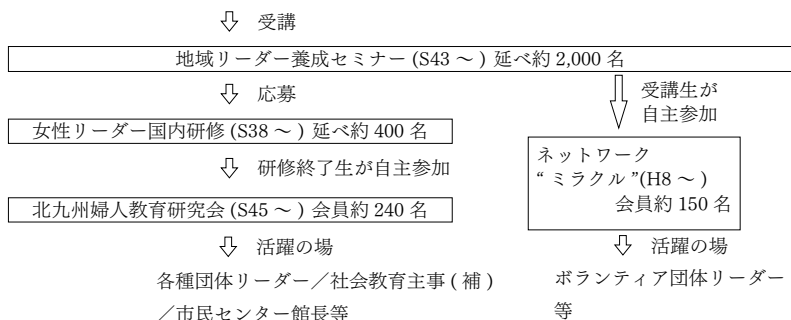 受講
地域リーダー養成セミナー (S43 ～ ) 延べ約 2,000 名
応募
受講生が
自主参加
女性リーダー国内研修 (S38 ～ ) 延べ約 400 名
研修終了生が自主参加
ネットワーク
“ ミラクル ”(H8 ～ )
会員約 150 名
北九州婦人教育研究会 (S45 ～ ) 会員約 240 名
活躍の場
各種団体リーダー／社会教育主事 ( 補 )
／市民センター館長等
活躍の場
ボランティア団体リーダー
等